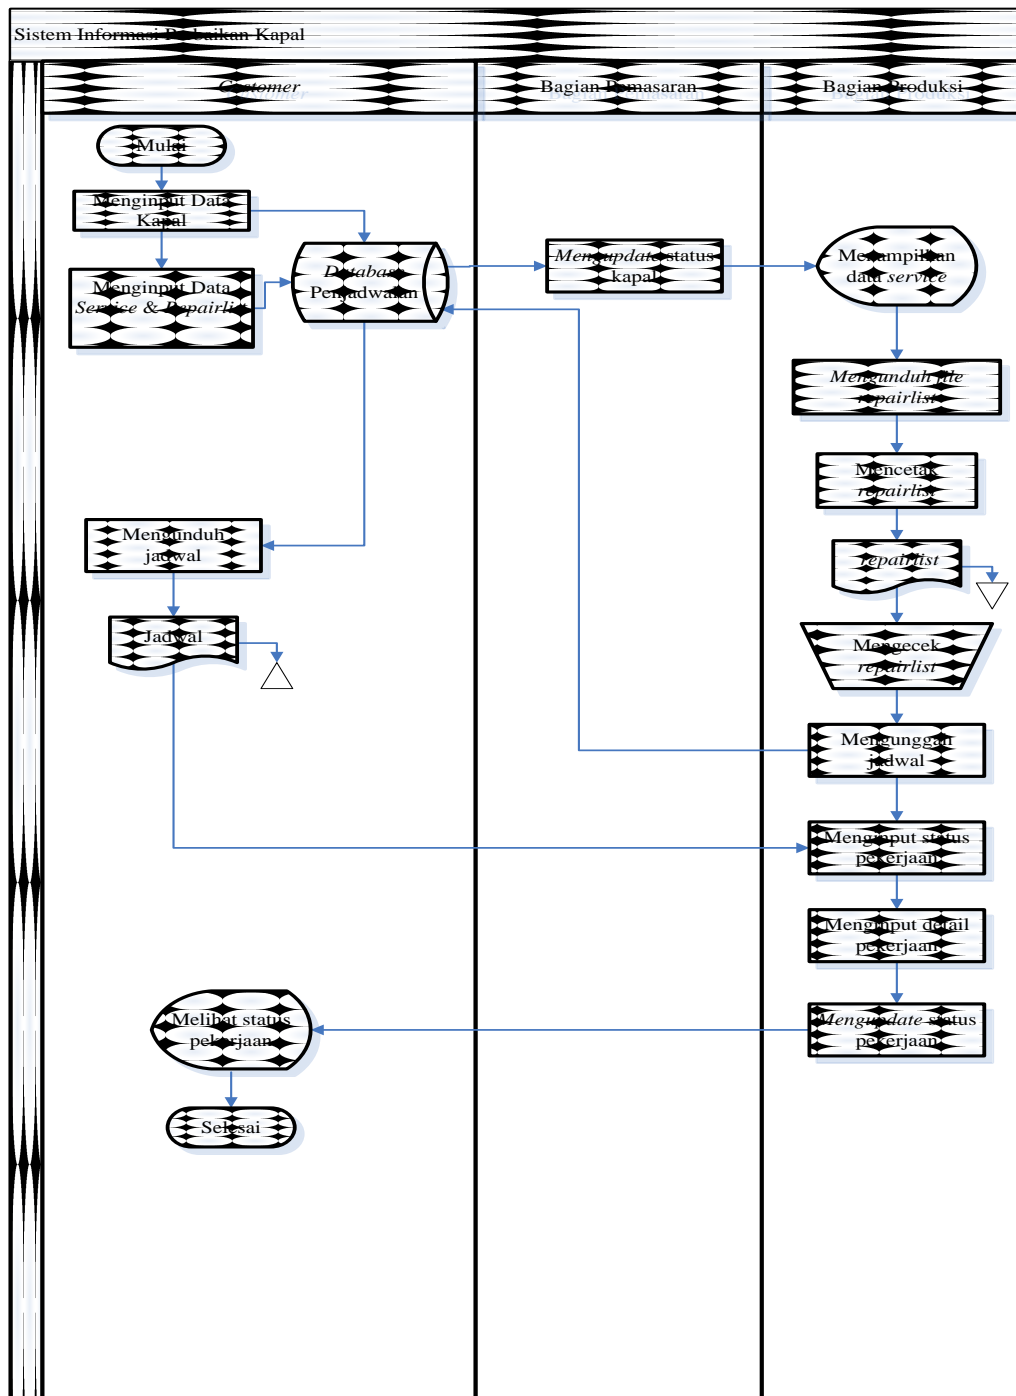 Sistem Informasi Perbaikan Kapal
Customer
Bagian Pemasaran
Bagian Produksi
Mulai
Menginput Data
Kapal
Menginput Data
Service & Repairlist
Database
Penjadwalan
Mengupdate status
kapal
Menampilkan
data service
Mengunduh file
repairlist
Mencetak
repairlist
repairlist
Mengecek
repairlist
Mengunduh
jadwal
Jadwal
Mengunggah
jadwal
Menginput status
pekerjaan
Menginput detail
pekerjaan
Mengupdate status
pekerjaan
Melihat status
pekerjaan
Selesai